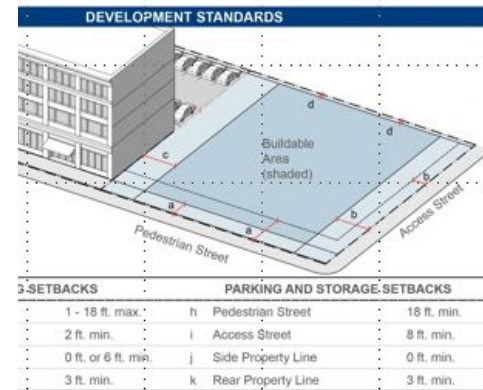 DEVELOPMENT STANDARDS
d
d
c
Buildable
Area
(shaded)
b
b
a
a
Pedestrian Street
Access Street
SETBACKS
PARKING AND STORAGE SETBACKS
1 - 18 ft. max. h Pedestrian Street 18 ft. min.
2 ft. min. i Access Street 8 ft. min.
0 ft. or 6 ft. min. j Side Property Line 0 ft. min.
3 ft. min. k Rear Property Line 3 ft. min.